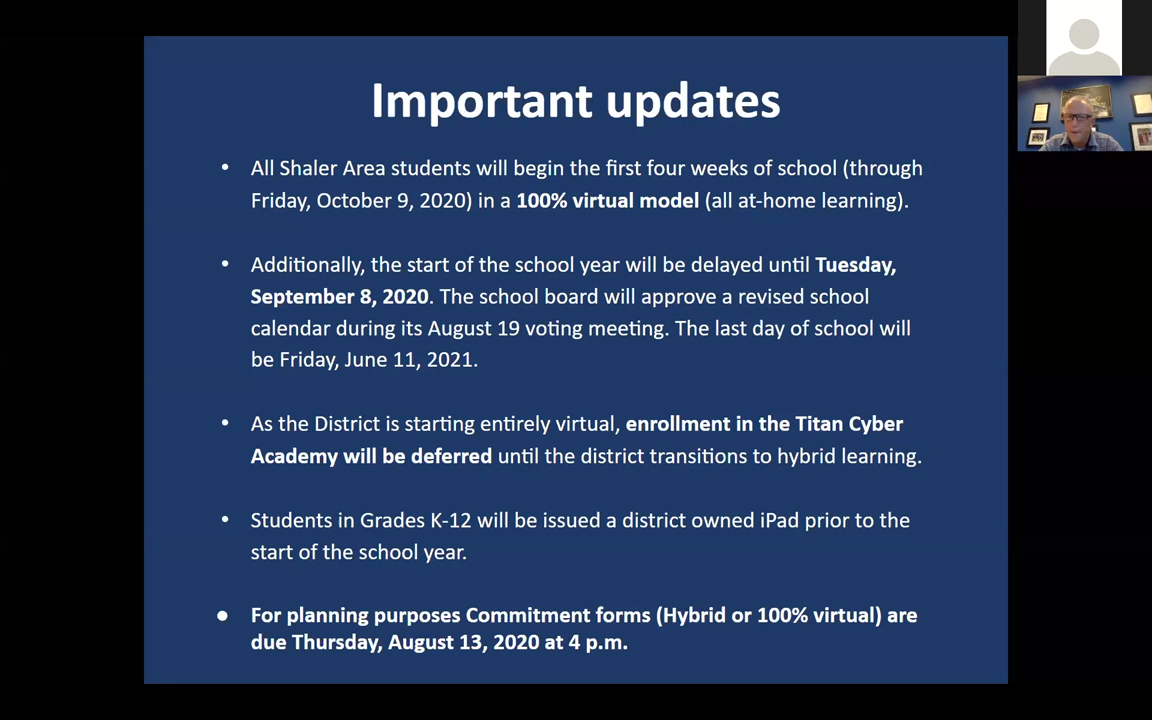 Important updates
• All Shaler Area students will begin the first four weeks of school (through
Friday, October 9, 2020) in a 100% virtual model (all at-home learning).
• Additionally, the start of the school year will be delayed until Tuesday,
September 8, 2020. The school board will approve a revised school
calendar during its August 19 voting meeting. The last day of school will
be Friday, June 11, 2021.
• As the District is starting entirely virtual, enrollment in the Titan Cyber
Academy will be deferred until the district transitions to hybrid learning.
• Students in Grades K-12 will be issued a district owned iPad prior to the
start of the school year.
● For planning purposes Commitment forms (Hybrid or 100% virtual) are
due Thursday, August 13, 2020 at 4 p.m.